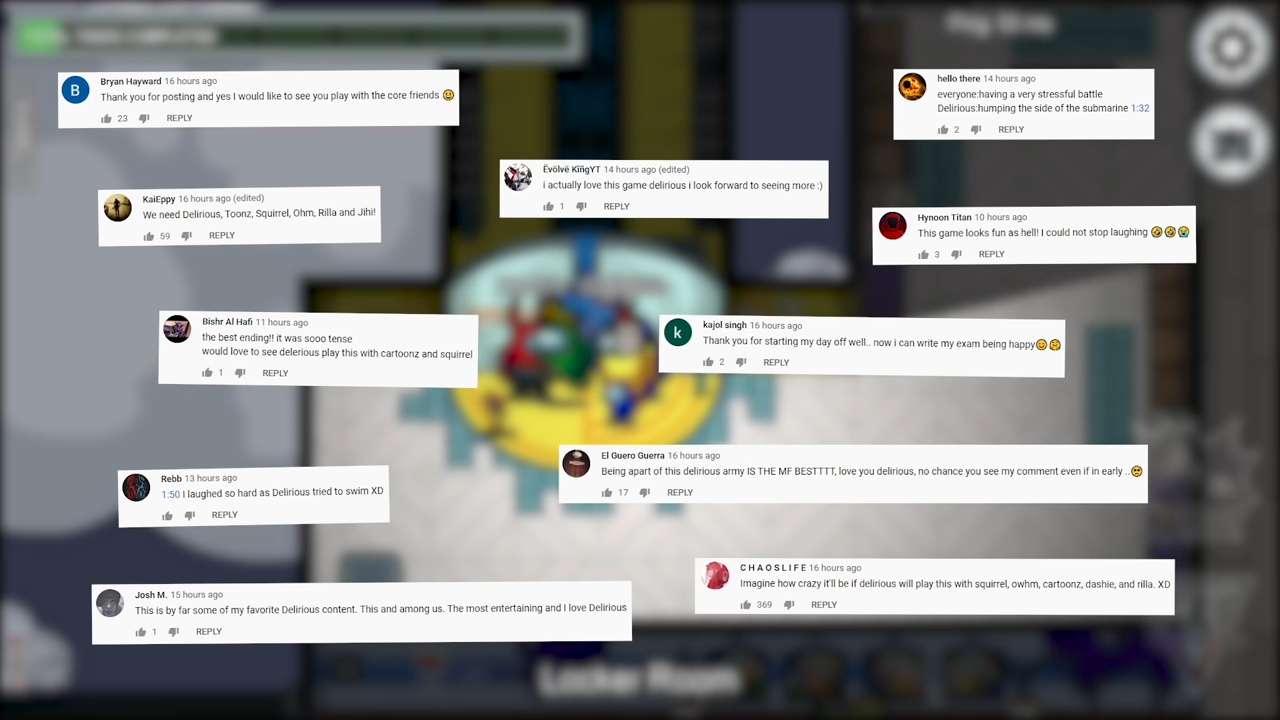 TASKS COMPLETED
Ping: 59 ms
B
Bryan Hayward 16 hours ago
Thank you for posting and yes I would like to see you play with the core friends 😀
23 REPLY
hello there 14 hours ago
everyone:having a very stressful battle
Delirious:humping the side of the submarine 1:32
2 REPLY
Ëvölvë KïñgYT 14 hours ago (edited)
i actually love this game delirious i look forward to seeing more :)
1 REPLY
KaiEppy 16 hours ago (edited)
We need Delirious, Toonz, Squirrel, Ohm, Rilla and Jihi!
59 REPLY
Hynoon Titan 10 hours ago
This game looks fun as hell! I could not stop laughing 🤣🤣😭
3 REPLY
Bishr Al Hafi 11 hours ago
the best ending!! it was sooo tense
would love to see delerious play this with cartoonz and squirrel
1 REPLY
k
kajol singh 16 hours ago
Thank you for starting my day off well.. now i can write my exam being happy😊🤗
2 REPLY
El Guero Guerra 16 hours ago
Being apart of this delirious army IS THE MF BESTTTT, love you delirious, no chance you see my comment even if in early ..😔
17 REPLY
Rebb 13 hours ago
1:50 I laughed so hard as Delirious tried to swim XD
REPLY
C H A O S L I F E 16 hours ago
Imagine how crazy it'll be if delirious will play this with squirrel, owhm, cartoonz, dashie, and rilla. XD
369 REPLY
Josh M. 15 hours ago
This is by far some of my favorite Delirious content. This and among us. The most entertaining and I love Delirious
1 REPLY
Locker Room